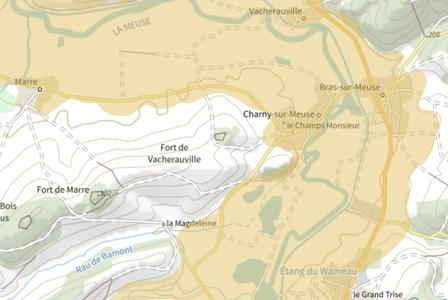 Vacherauville
LA MEUSE
208
Marre
Bras-sur-Meuse
Charny-sur-Meuse
le Champs Monsieur
Fort de
Vacherauville
Fort de Marre
302
Bois
us
la Magdeleine
Rau de Bamont
Étang du Wameau
le Grand Trise